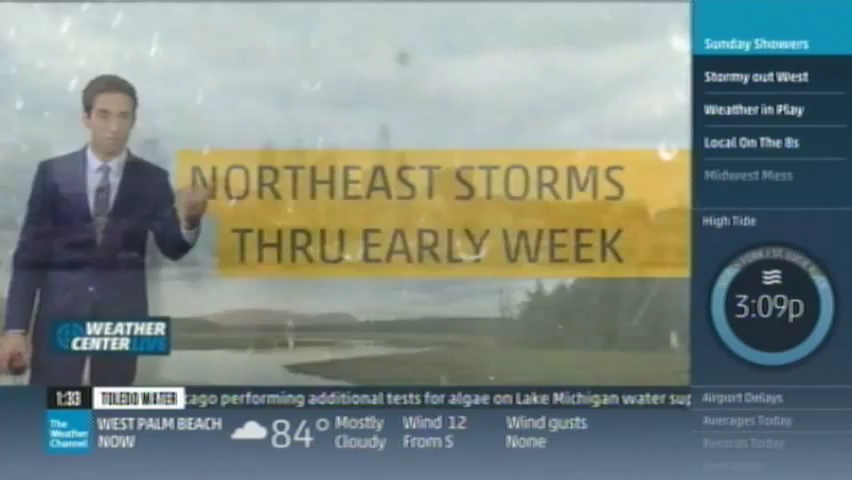 Sunday Showers
Stormy out West
Weather in Play
Local On The 8s
Midwest Mess
NORTHEAST STORMS
THRU EARLY WEEK
High Tide
3:09p
WEATHER
CENTER LIVE
1:33
TOLEDO WATER
cago performing additional tests for algae on Lake Michigan water sup
The
Weather
Channel
WEST PALM BEACH
NOW
84°
Mostly
Cloudy
Wind 12
From S
Wind gusts
None
Airport Delays
Averages Today
Records Today